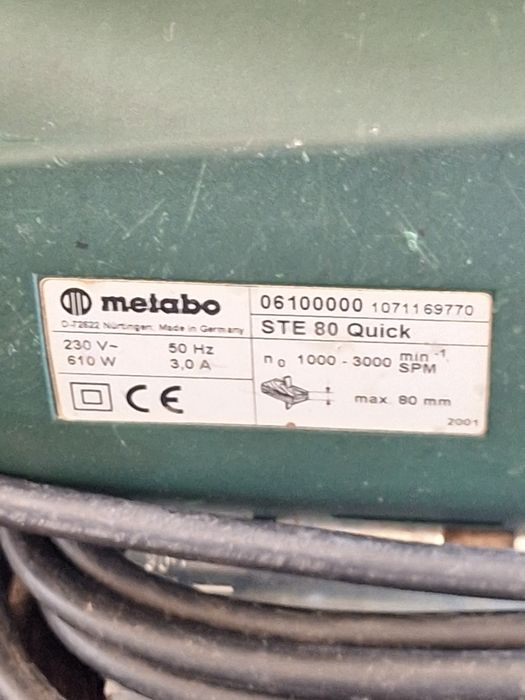 metabo
D-72622 Nürtingen, Made in Germany
230 V~ 50 Hz
610 W 3,0 A
CE
06100000 1071169770
STE 80 Quick
n₀ 1000 - 3000 min⁻¹ SPM
max. 80 mm
2001